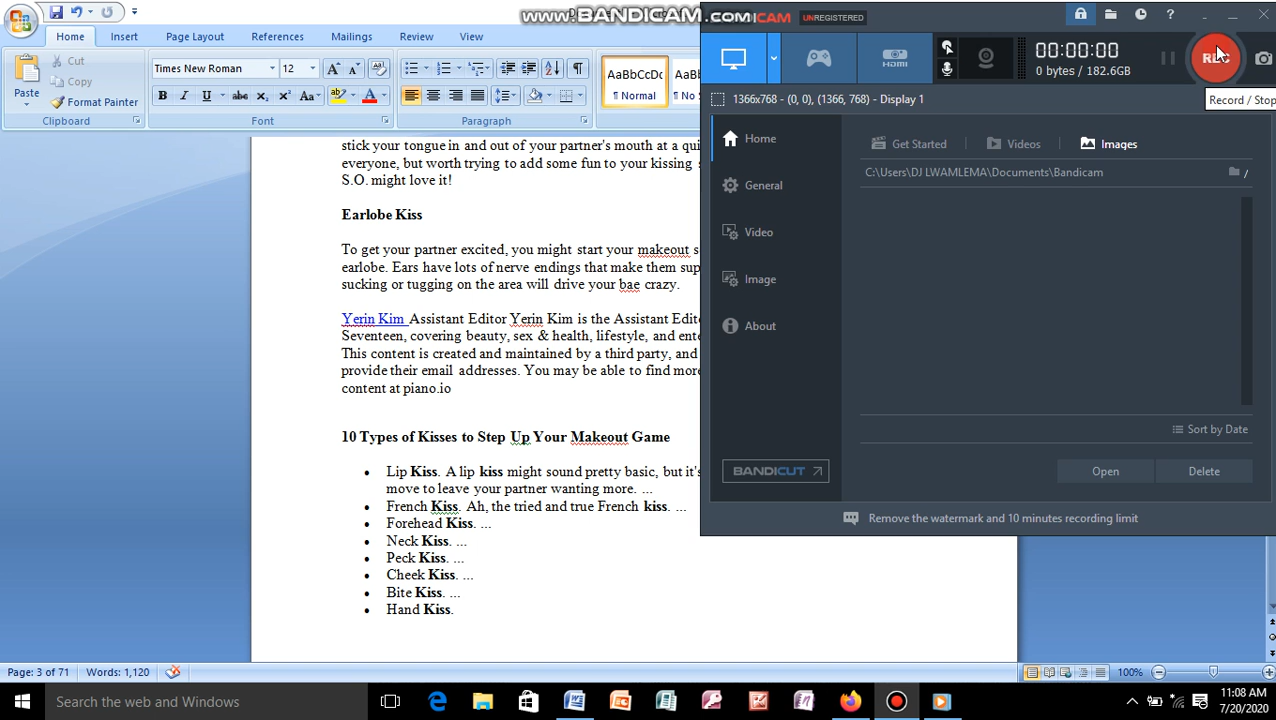 www.BANDICAM.COM
Home
Insert
Page Layout
References
Mailings
Review
View
Cut
Copy
Format Painter
Paste
Clipboard
Times New Roman
12
Font
Paragraph
AaBbCcDc
¶ Normal
BANDICAM UNREGISTERED
HDMI
00:00:00
0 bytes / 182.6GB
REC
Record / Stop
1366x768 - (0, 0), (1366, 768) - Display 1
Home
General
Video
Image
About
BANDICUT
Get Started
Videos
Images
C:\Users\DJ LWAMLEMA\Documents\Bandicam
Sort by Date
Open
Delete
Remove the watermark and 10 minutes recording limit
stick your tongue in and out of your partner's mouth at a
everyone, but worth trying to add some fun to your kissing
S.O. might love it!
Earlobe Kiss
To get your partner excited, you might start your makeout
earlobe. Ears have lots of nerve endings that make them
sucking or tugging on the area will drive your bae crazy.
Yerin Kim Assistant Editor Yerin Kim is the Assistant
Seventeen, covering beauty, sex & health, lifestyle, and
This content is created and maintained by a third party, and
provide their email addresses. You may be able to find more
content at piano.io
10 Types of Kisses to Step Up Your Makeout Game
• Lip Kiss. A lip kiss might sound pretty basic, but it's
move to leave your partner wanting more. ...
• French Kiss. Ah, the tried and true French kiss. ...
• Forehead Kiss. ...
• Neck Kiss. ...
• Peck Kiss. ...
• Cheek Kiss. ...
• Bite Kiss. ...
• Hand Kiss.
Page: 3 of 71
Words: 1,120
100%
Search the web and Windows
11:08 AM
7/20/2020